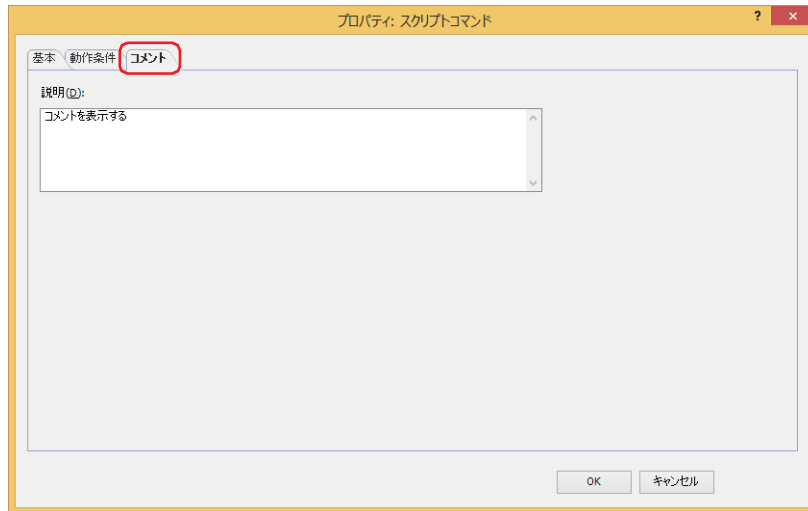 プロパティ: スクリプトコマンド
? ×
基本 動作条件 コメント
説明(D):
コメントを表示する
OK キャンセル